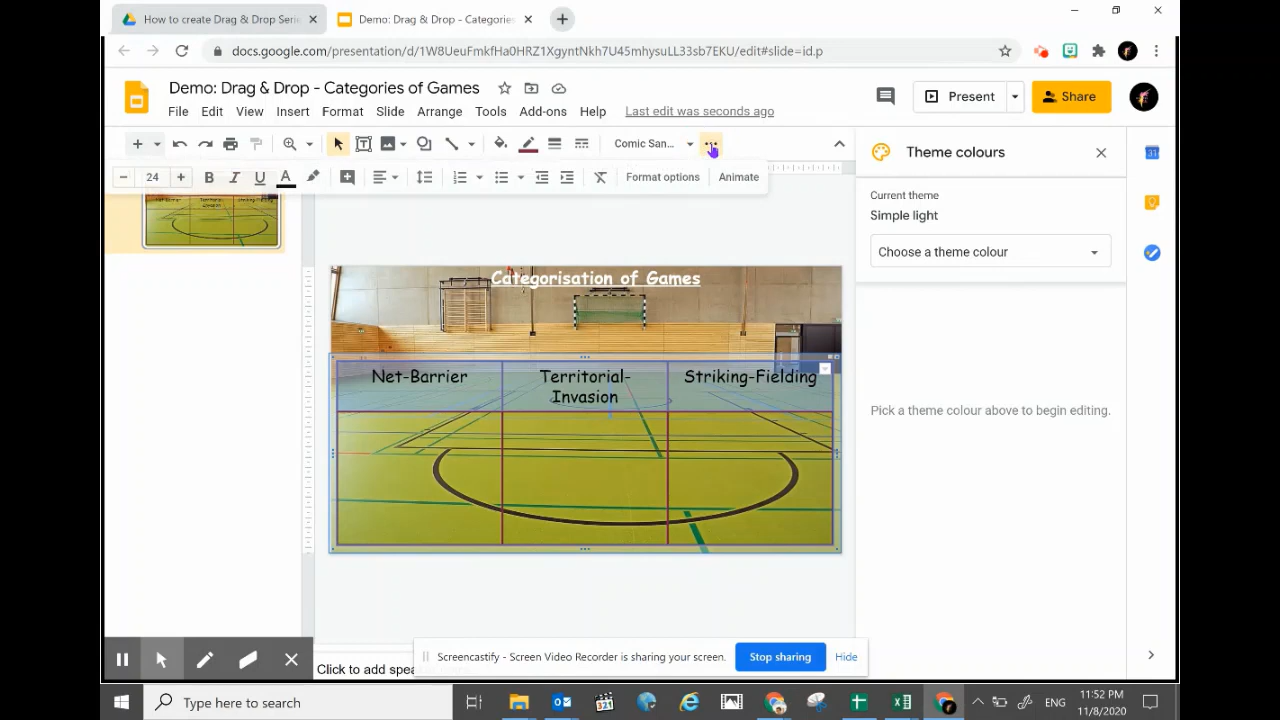 How to create Drag & Drop Serie
Demo: Drag & Drop - Categories
docs.google.com/presentation/d/1W8UeuFmkfHa0HRZ1XgyntNkh7U45mhysuLL33sb7EKU/edit#slide=id.p
Demo: Drag & Drop - Categories of Games
File Edit View Insert Format Slide Arrange Tools Add-ons Help Last edit was seconds ago
Present
Share
Comic San...
24
B I U A
Format options
Animate
Theme colours
Current theme
Simple light
Choose a theme colour
Pick a theme colour above to begin editing.
Categorisation of Games
Net-Barrier
Territorial-
Invasion
Striking-Fielding
Click to add spea
Screencastify - Screen Video Recorder is sharing your screen.
Stop sharing
Hide
Type here to search
ENG
11:52 PM
11/8/2020